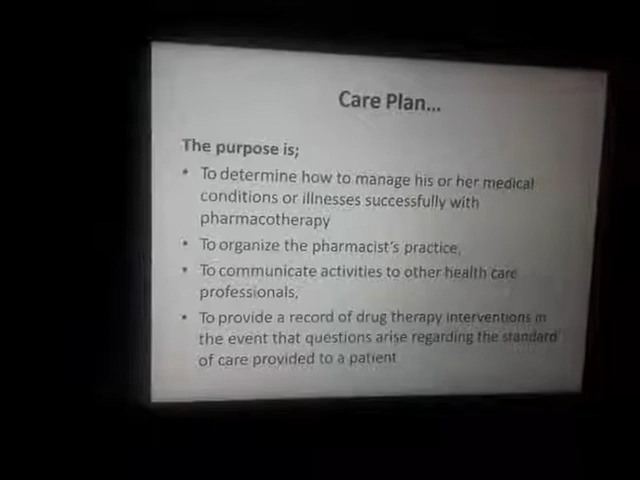 Care Plan...
The purpose is;
• To determine how to manage his or her medical
conditions or illnesses successfully with
pharmacotherapy
• To organize the pharmacist's practice,
• To communicate activities to other health care
professionals,
• To provide a record of drug therapy interventions in
the event that questions arise regarding the standard
of care provided to a patient